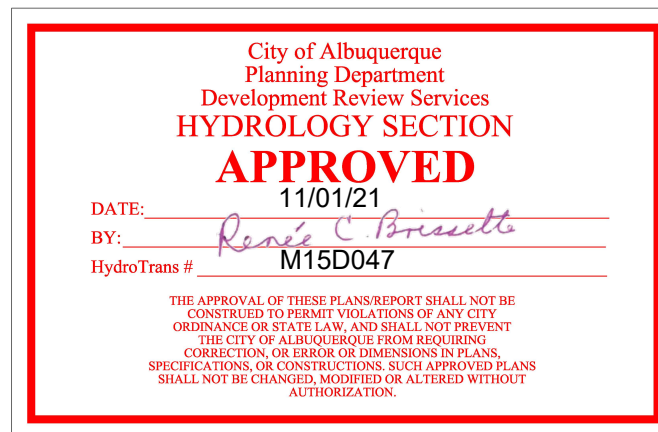 City of Albuquerque
Planning Department
Development Review Services
HYDROLOGY SECTION
APPROVED
DATE: 11/01/21
BY: Renée C. Brissette
HydroTrans # M15D047
THE APPROVAL OF THESE PLANS/REPORT SHALL NOT BE
CONSTRUED TO PERMIT VIOLATIONS OF ANY CITY
ORDINANCE OR STATE LAW, AND SHALL NOT PREVENT
THE CITY OF ALBUQUERQUE FROM REQUIRING
CORRECTION, OR ERROR OR DIMENSIONS IN PLANS,
SPECIFICATIONS, OR CONSTRUCTIONS. SUCH APPROVED PLANS
SHALL NOT BE CHANGED, MODIFIED OR ALTERED WITHOUT
AUTHORIZATION.